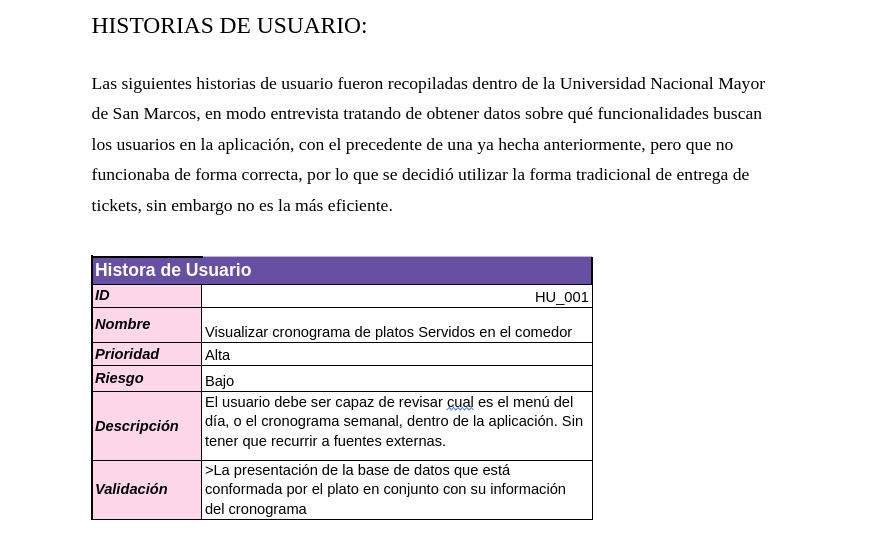 HISTORIAS DE USUARIO:
Las siguientes historias de usuario fueron recopiladas dentro de la Universidad Nacional Mayor
de San Marcos, en modo entrevista tratando de obtener datos sobre qué funcionalidades buscan
los usuarios en la aplicación, con el precedente de una ya hecha anteriormente, pero que no
funcionaba de forma correcta, por lo que se decidió utilizar la forma tradicional de entrega de
tickets, sin embargo no es la más eficiente.
Histora de Usuario
ID HU_001
Nombre Visualizar cronograma de platos Servidos en el comedor
Prioridad Alta
Riesgo Bajo
Descripción El usuario debe ser capaz de revisar cual es el menú del
día, o el cronograma semanal, dentro de la aplicación. Sin
tener que recurrir a fuentes externas.
Validación >La presentación de la base de datos que está
conformada por el plato en conjunto con su información
del cronograma